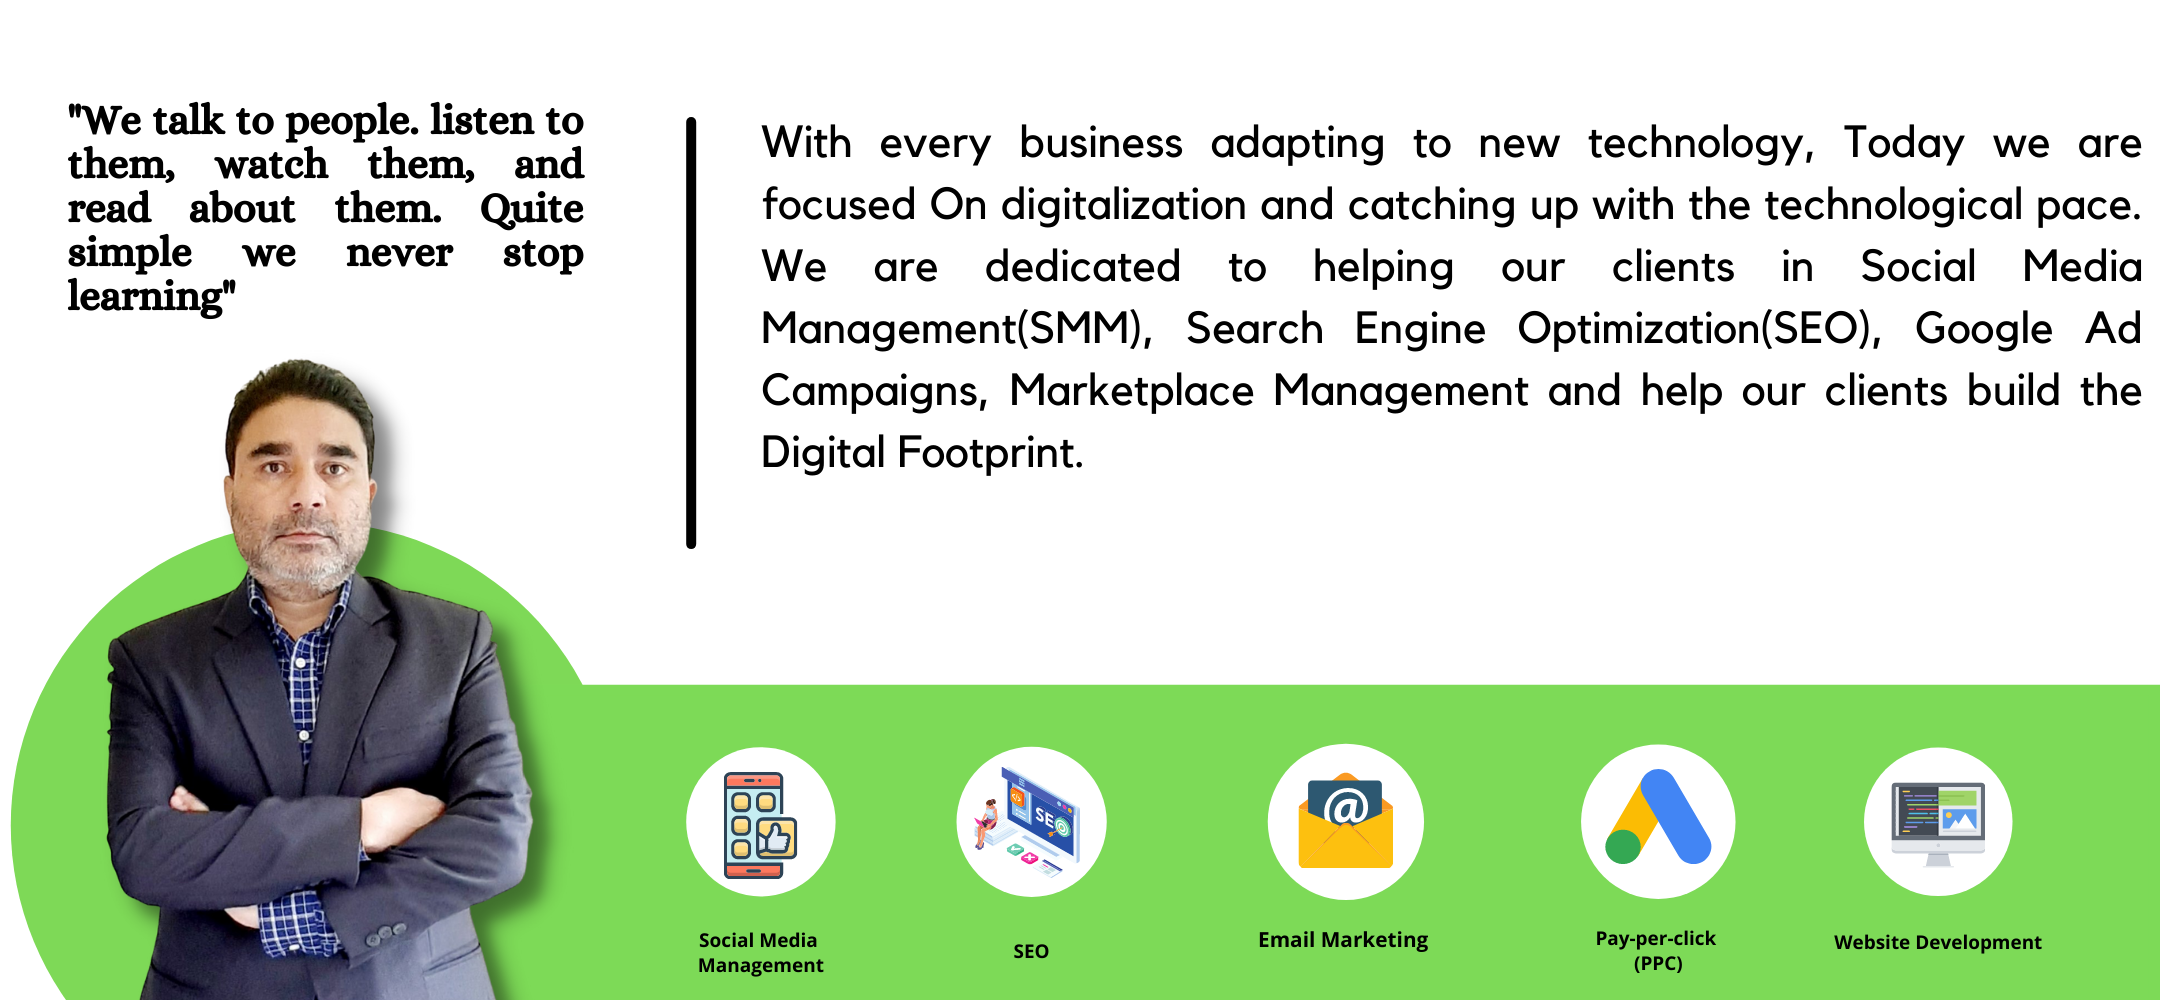 "We talk to people. listen to
them, watch them, and
read about them. Quite
simple we never stop
learning"
With every business adapting to new technology, Today we are
focused On digitalization and catching up with the technological pace.
We are dedicated to helping our clients in Social Media
Management(SMM), Search Engine Optimization(SEO), Google Ad
Campaigns, Marketplace Management and help our clients build the
Digital Footprint.
SEO
@
Social Media
Management
SEO
Email Marketing
Pay-per-click
(PPC)
Website Development